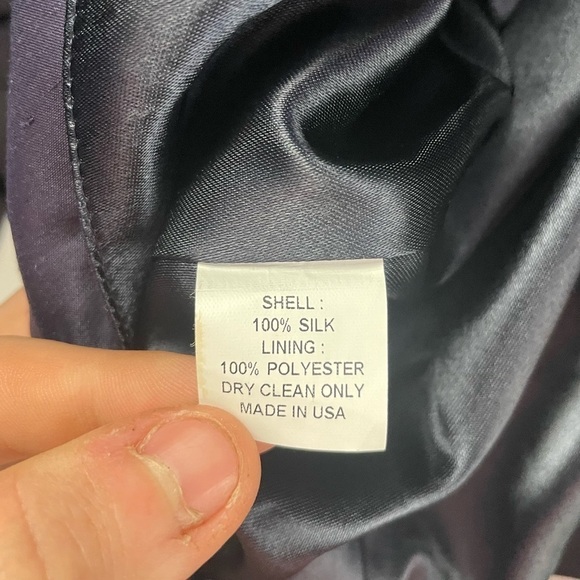 SHELL :
100% SILK
LINING :
100% POLYESTER
DRY CLEAN ONLY
MADE IN USA